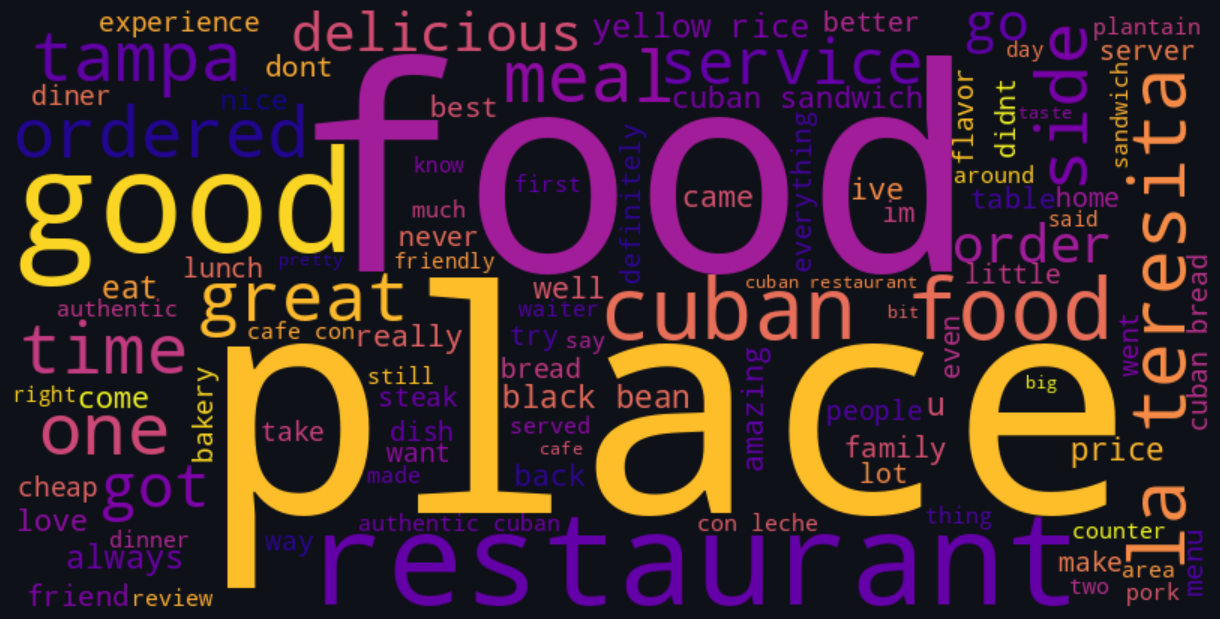 experience
delicious
yellow rice
better
go
plantain
tampa
dont
meal
service
day
server
diner
nice
best
cuban sandwich
side
flavor
didnt
taste
sandwich
ordered
food
good
know
first
definitely
came
everything
ive
im
around
table
home
said
much
never
friendly
order
little
lunch
pretty
eat
great
well
cuban restaurant
authentic
waiter
cuban food
bit
la teresita
cuban bread
time
cafe con
really
try
say
even
went
right
come
still
bread
amazing
big
one
bakery
place
take
steak
black bean
people
u
dish
served
want
cafe
family
price
cheap
got
made
back
lot
love
authentic cuban
con leche
thing
counter
dinner
way
restaurant
always
make
area
menu
friend
review
two
pork